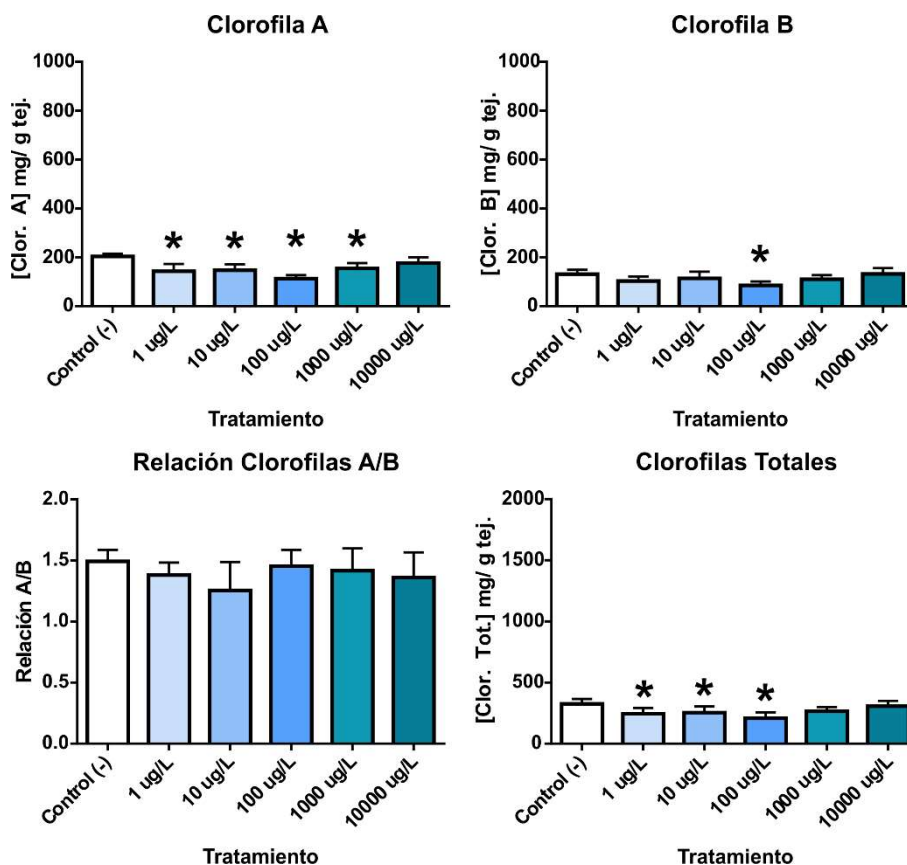 Clorofila A
[Clor. A] mg/ g tej.
1000
800
600
400
200
0
* * * *
Control (-)
1 ug/L
10 ug/L
100 ug/L
1000 ug/L
10000 ug/L
Tratamiento
Clorofila B
[Clor. B] mg/ g tej.
1000
800
600
400
200
0
*
Control (-)
1 ug/L
10 ug/L
100 ug/L
1000 ug/L
10000 ug/L
Tratamiento
Relación Clorofilas A/B
Relación A/B
2.0
1.5
1.0
0.5
0.0
Control (-)
1 ug/L
10 ug/L
100 ug/L
1000 ug/L
10000 ug/L
Tratamiento
Clorofilas Totales
[Clor. Tot.] mg/ g tej.
2000
1500
1000
500
0
* * *
Control (-)
1 ug/L
10 ug/L
100 ug/L
1000 ug/L
10000 ug/L
Tratamiento